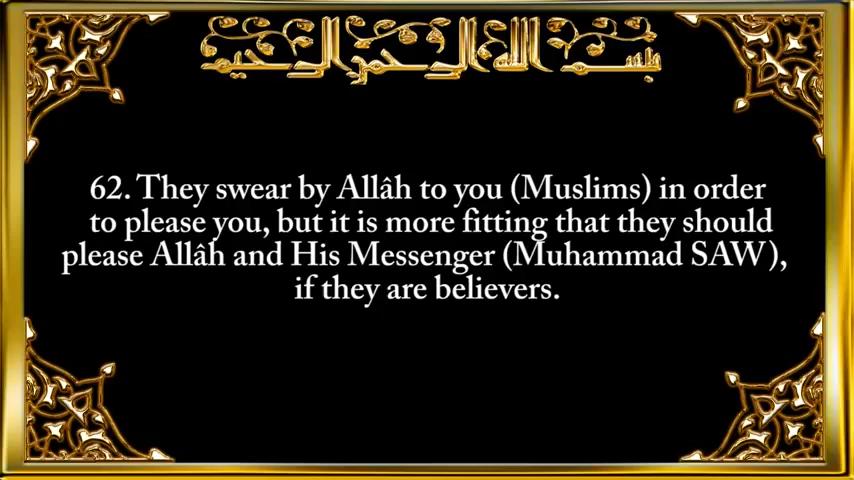 بسم الله الرحمن الرحيم
62. They swear by Allâh to you (Muslims) in order
to please you, but it is more fitting that they should
please Allâh and His Messenger (Muhammad SAW),
if they are believers.